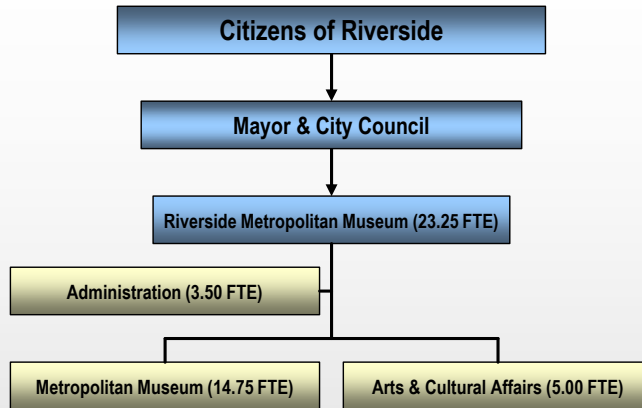 Citizens of Riverside
Mayor & City Council
Riverside Metropolitan Museum (23.25 FTE)
Administration (3.50 FTE)
Metropolitan Museum (14.75 FTE)
Arts & Cultural Affairs (5.00 FTE)